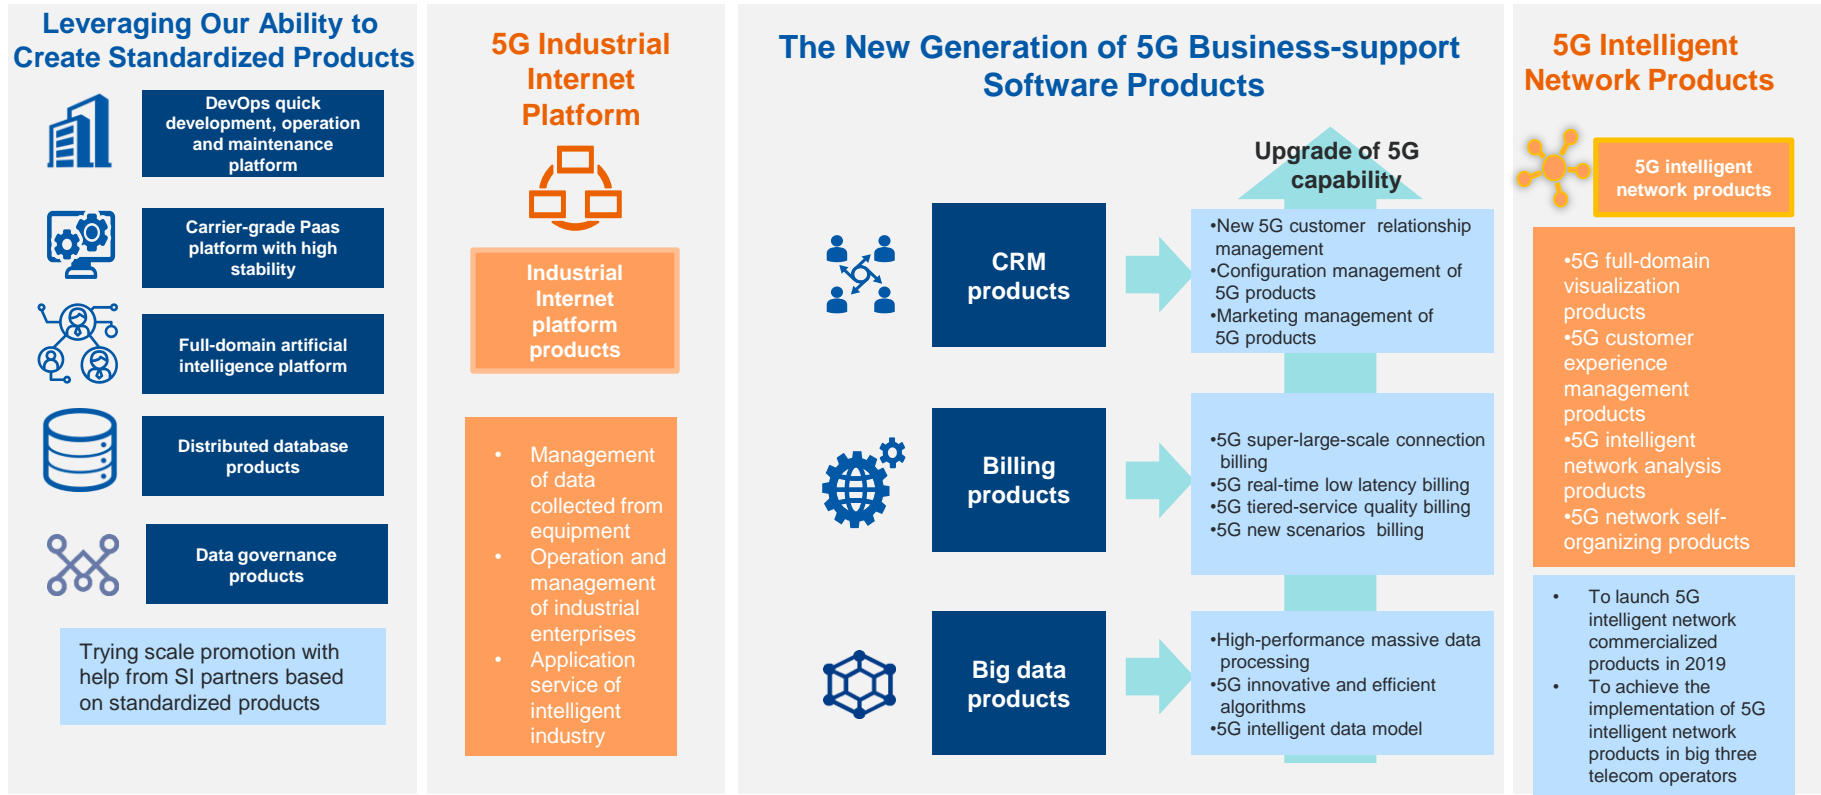 Leveraging Our Ability to
Create Standardized Products
DevOps quick
development, operation
and maintenance
platform
Carrier-grade Paas
platform with high
stability
Full-domain artificial
intelligence platform
Distributed database
products
Data governance
products
Trying scale promotion with
help from SI partners based
on standardized products
5G Industrial
Internet
Platform
Industrial
Internet
platform
products
• Management
of data
collected from
equipment
• Operation and
management
of industrial
enterprises
• Application
service of
intelligent
industry
The New Generation of 5G Business-support
Software Products
Upgrade of 5G
capability
CRM
products
•New 5G customer relationship
management
•Configuration management of
5G products
•Marketing management of
5G products
Billing
products
•5G super-large-scale connection
billing
•5G real-time low latency billing
•5G tiered-service quality billing
•5G new scenarios billing
Big data
products
•High-performance massive data
processing
•5G innovative and efficient
algorithms
•5G intelligent data model
5G Intelligent
Network Products
5G intelligent
network products
•5G full-domain
visualization
products
•5G customer
experience
management
products
•5G intelligent
network analysis
products
•5G network self-
organizing products
• To launch 5G
intelligent network
commercialized
products in 2019
• To achieve the
implementation of 5G
intelligent network
products in big three
telecom operators